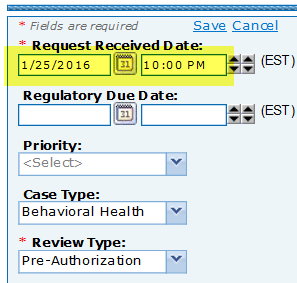 * Fields are required Save Cancel
* Request Received Date:
1/25/2016 31 10:00 PM (EST)
Regulatory Due Date:
31 (EST)
Priority:
<Select>
Case Type:
Behavioral Health
* Review Type:
Pre-Authorization